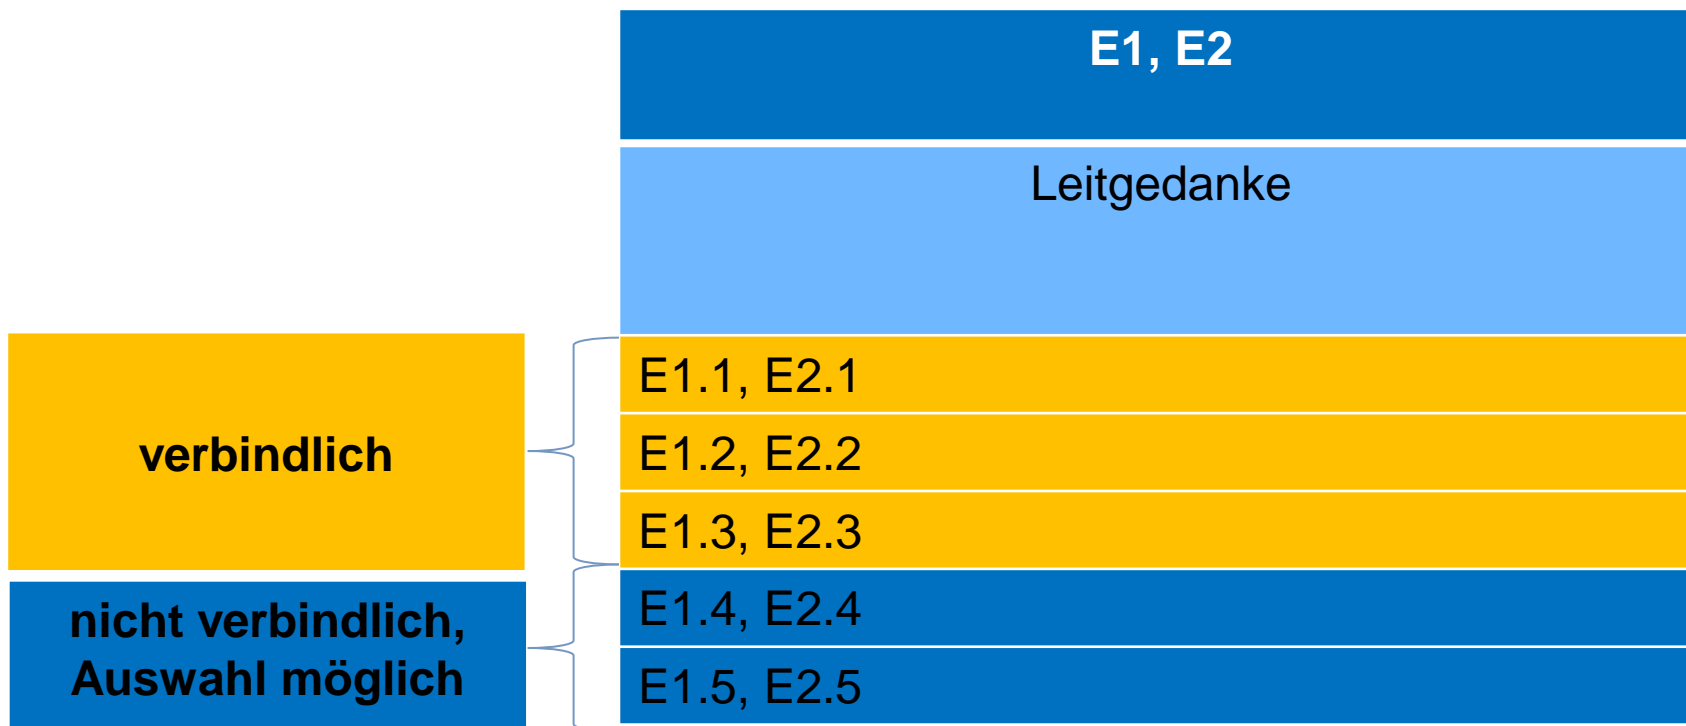 E1, E2
Leitgedanke
verbindlich
E1.1, E2.1
E1.2, E2.2
E1.3, E2.3
nicht verbindlich,
Auswahl möglich
E1.4, E2.4
E1.5, E2.5